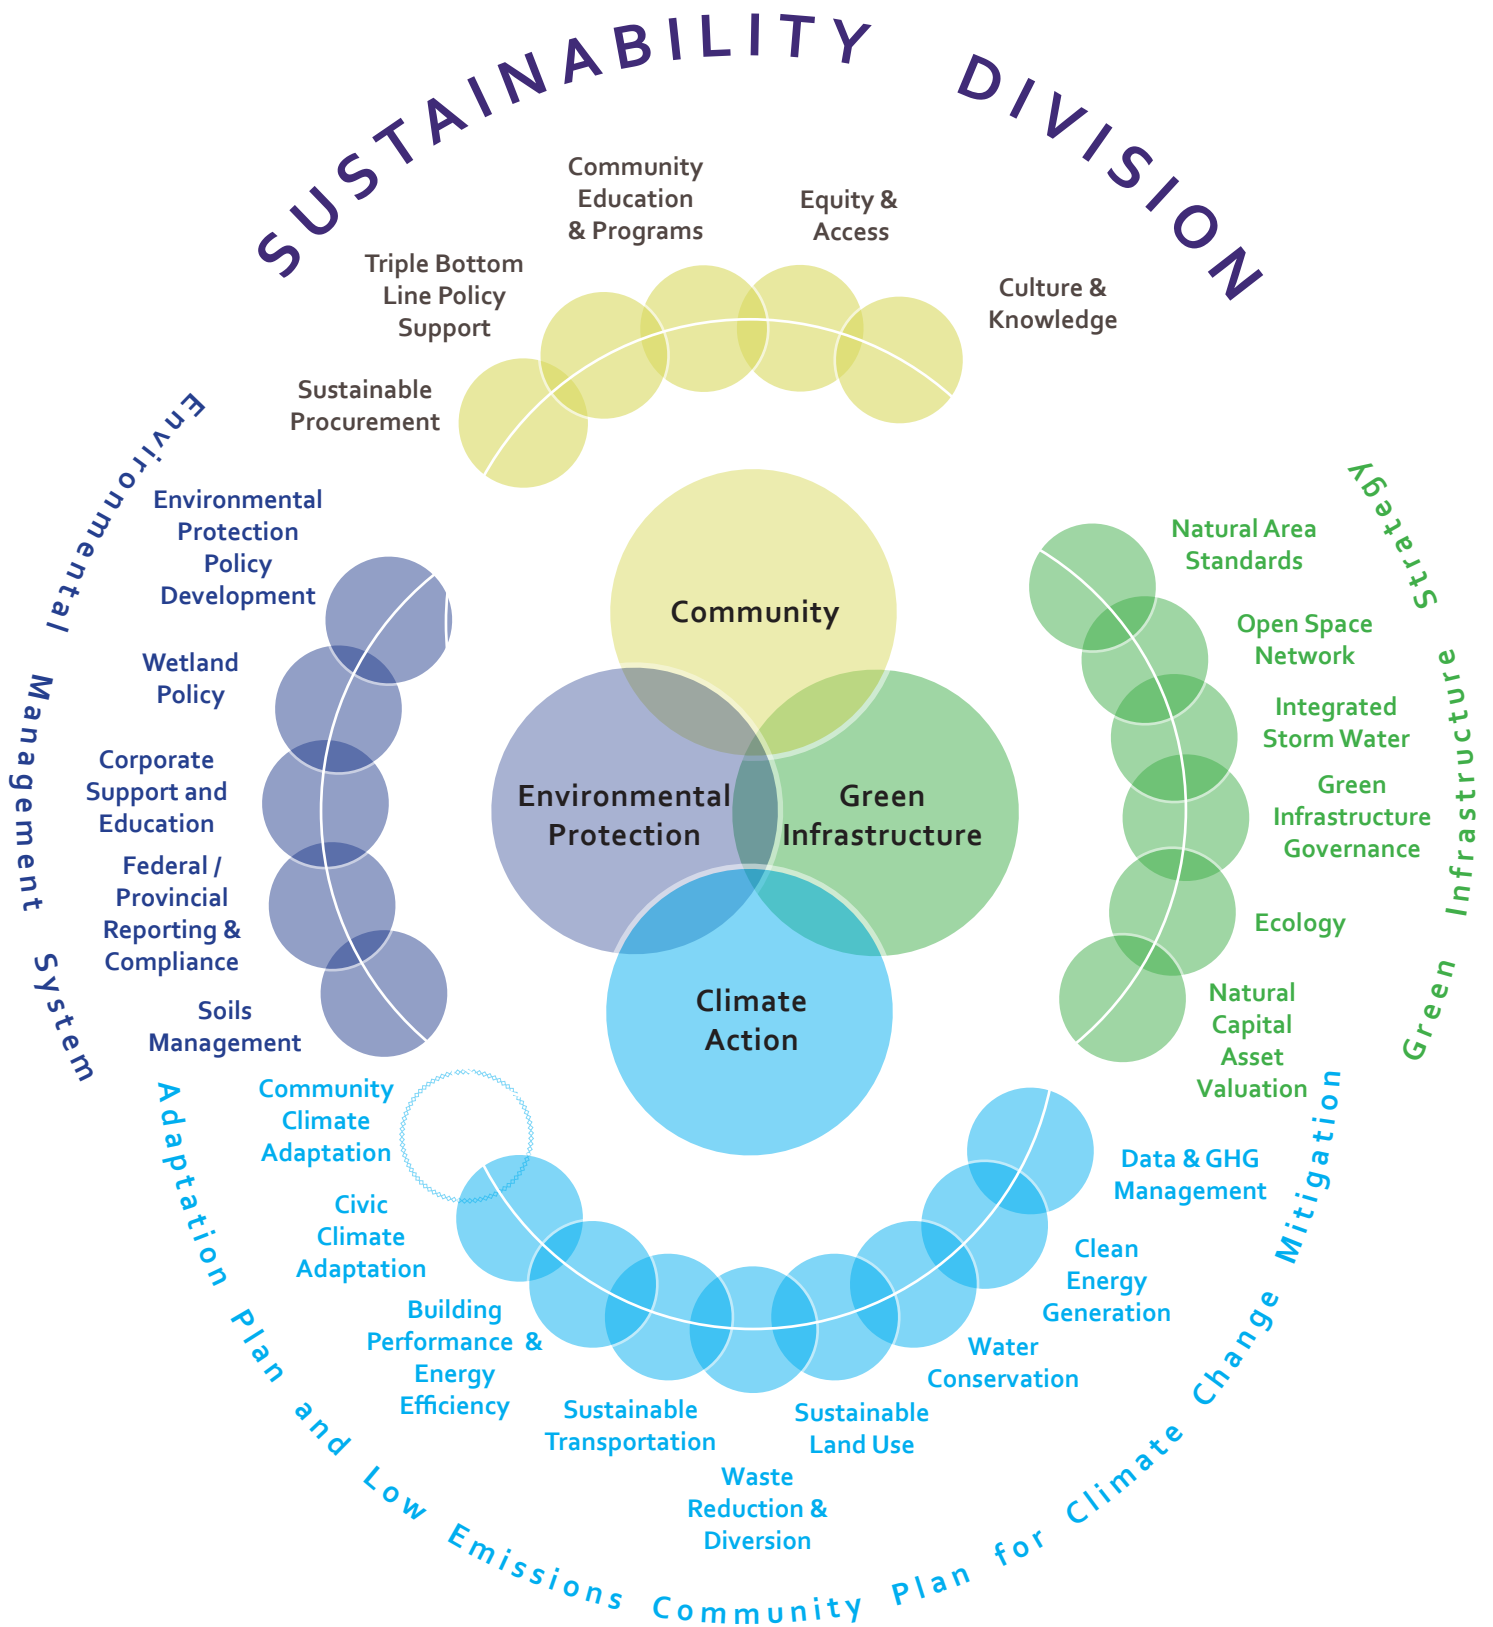 SUSTAINABILITY DIVISION
Community
Education
& Programs
Equity &
Access
Triple Bottom
Line Policy
Support
Culture &
Knowledge
Sustainable
Procurement
Environmental Management System
Environmental
Protection
Policy
Development
Wetland
Policy
Corporate
Support and
Education
Federal /
Provincial
Reporting &
Compliance
Soils
Management
Community
Environmental
Protection
Green
Infrastructure
Climate
Action
Green Infrastructure Strategy
Natural Area
Standards
Open Space
Network
Integrated
Storm Water
Green
Infrastructure
Governance
Ecology
Natural
Capital
Asset
Valuation
Community
Climate
Adaptation
Civic
Climate
Adaptation
Building
Performance &
Energy
Efficiency
Sustainable
Transportation
Waste
Reduction &
Diversion
Sustainable
Land Use
Water
Conservation
Clean
Energy
Generation
Data & GHG
Management
Adaptation Plan and Low Emissions Community Plan for Climate Change Mitigation